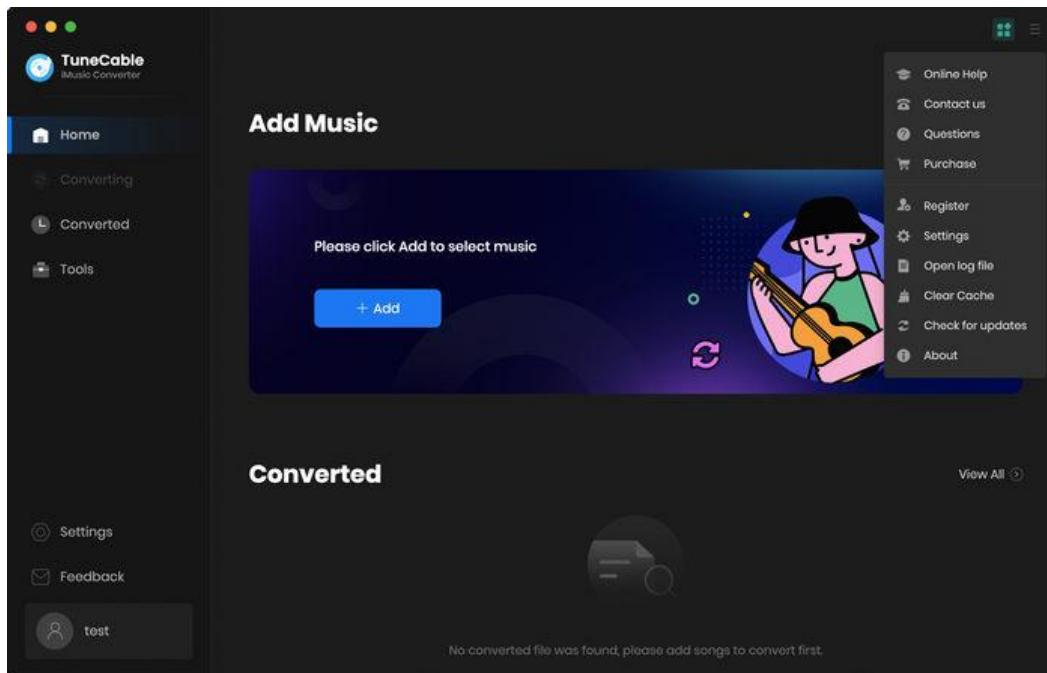 TuneCable
iMusic Converter
Home
Converting
Converted
Tools
Settings
Feedback
test
Add Music
Please click Add to select music
+ Add
Converted
View All
No converted file was found, please add songs to convert first.
Online Help
Contact us
Questions
Purchase
Register
Settings
Open log file
Clear Cache
Check for updates
About